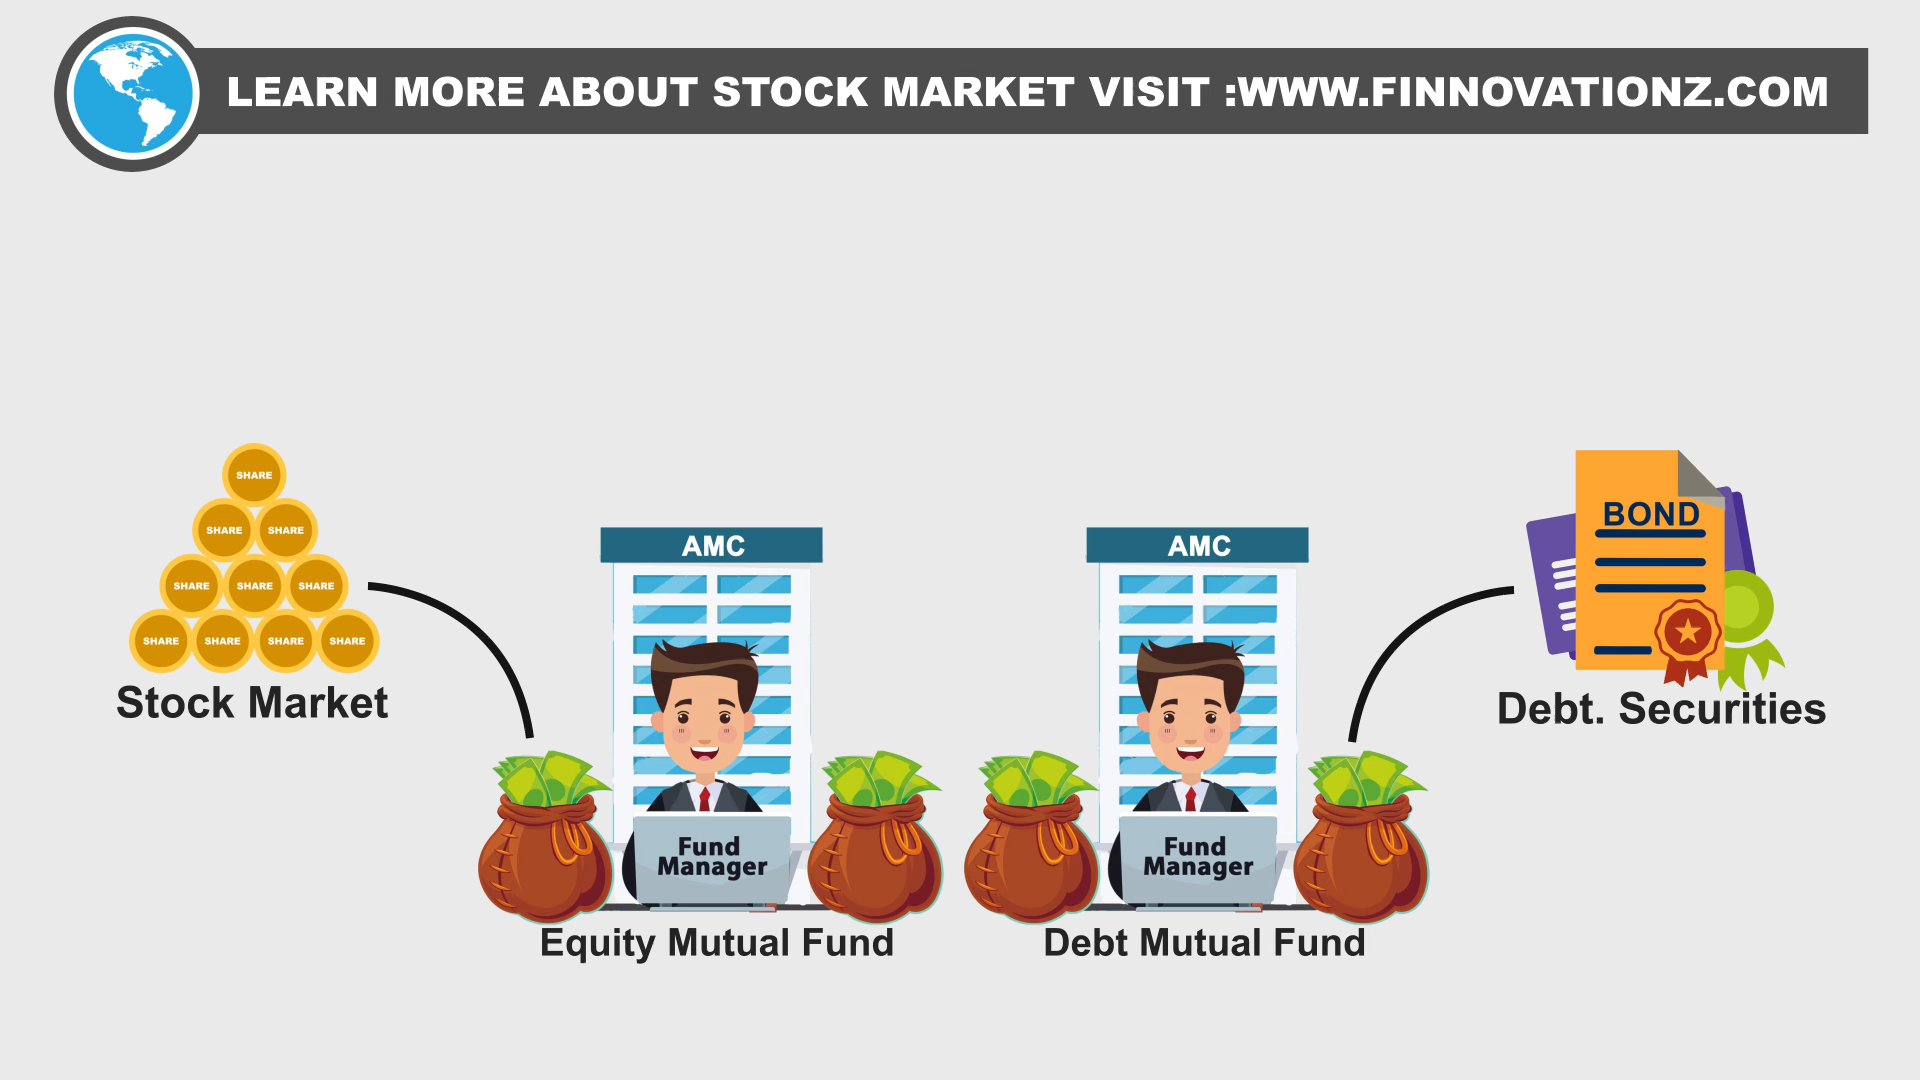 LEARN MORE ABOUT STOCK MARKET VISIT :WWW.FINNOVATIONZ.COM
SHARE
SHARE SHARE
SHARE SHARE SHARE
SHARE SHARE SHARE SHARE
Stock Market
AMC
Fund
Manager
Equity Mutual Fund
AMC
Fund
Manager
Debt Mutual Fund
BOND
Debt. Securities